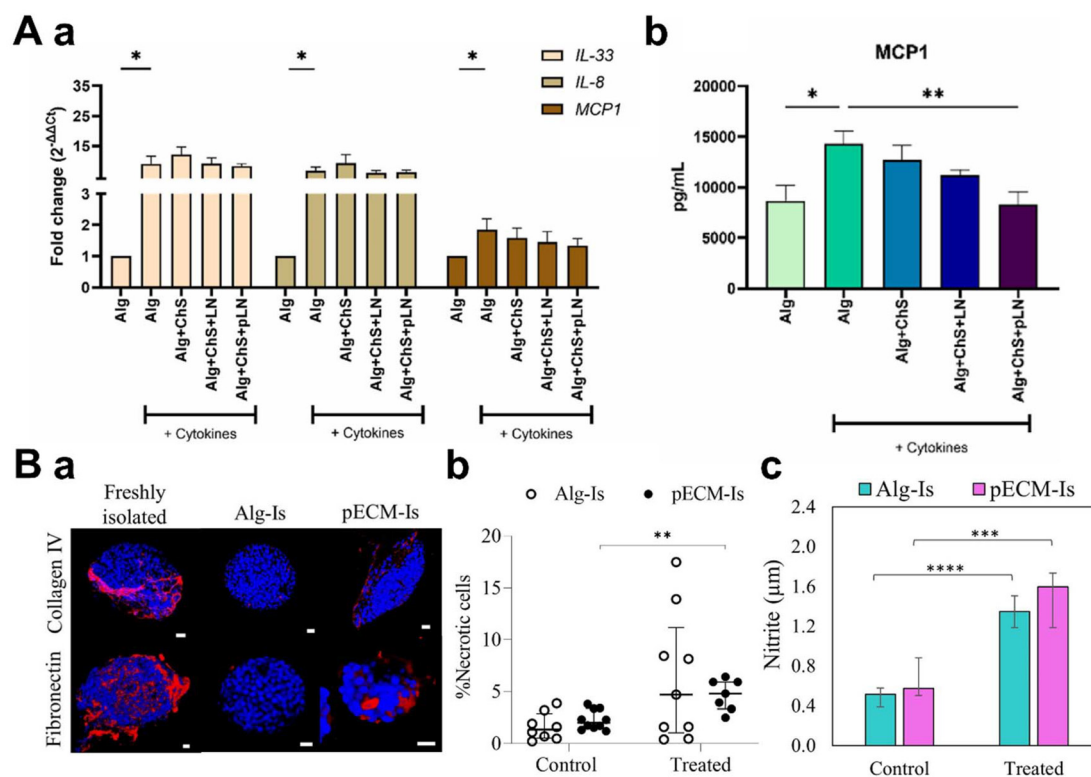 A a
*
*
*
IL-33
IL-8
MCP1
Fold change (2^-ΔΔCt)
35
25
15
3
2
1
0
Alg
Alg
Alg+ChS
Alg+ChS+LN
Alg+ChS+pLN
Alg
Alg
Alg+ChS
Alg+ChS+LN
Alg+ChS+pLN
Alg
Alg
Alg+ChS
Alg+ChS+LN
Alg+ChS+pLN
+ Cytokines
+ Cytokines
+ Cytokines
b
MCP1
*
**
pg/mL
20000
15000
10000
5000
0
Alg
Alg
Alg+ChS
Alg+ChS+LN
Alg+ChS+pLN
+ Cytokines
B a
Freshly
isolated
Alg-Is
pECM-Is
Collagen IV
Fibronectin
b
Alg-Is
pECM-Is
**
%Necrotic cells
20
15
10
5
0
Control
Treated
c
Alg-Is
pECM-Is
***
****
Nitrite (µm)
2.4
1.8
1.2
0.6
0.0
Control
Treated